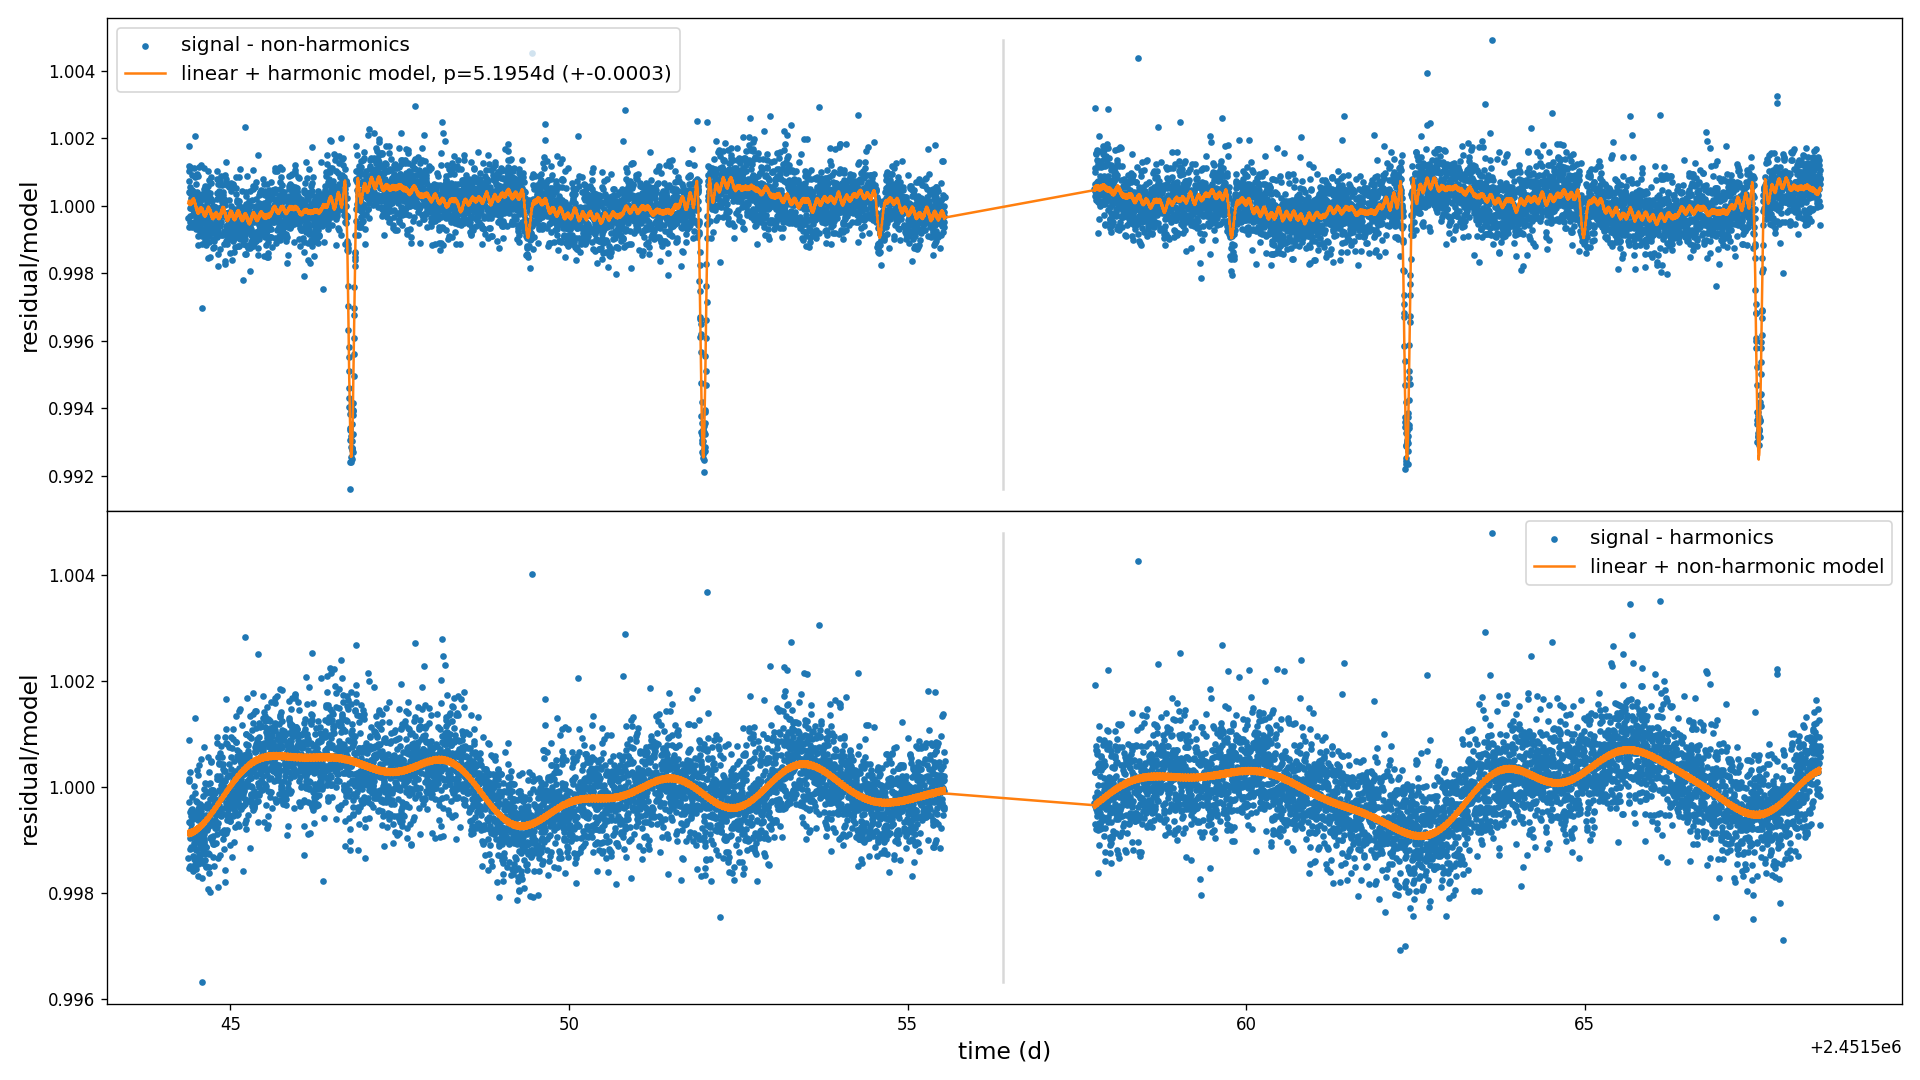 signal - non-harmonics
linear + harmonic model, p=5.1954d (+-0.0003)
1.004
1.002
1.000
0.998
0.996
0.994
0.992
residual/model
signal - harmonics
linear + non-harmonic model
1.004
1.002
1.000
0.998
0.996
residual/model
45
50
55
60
65
time (d)
+2.4515e6